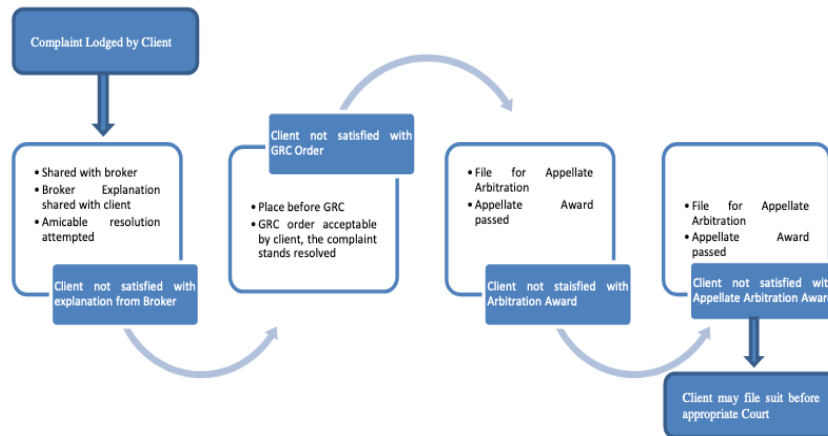 Complaint Lodged by Client
• Shared with broker
• Broker Explanation
shared with client
• Amicable resolution
attempted
Client not satisfied with
explanation from Broker
Client not satisfied with
GRC Order
• Place before GRC
• GRC order acceptable
by client, the complaint
stands resolved
• File for Appellate
Arbitration
• Appellate Award
passed
Client not staisfied with
Arbitration Award
• File for Appellate
Arbitration
• Appellate Award
passed
Client not satisfied with
Appellate Arbitration Award
Client may file suit before
appropriate Court